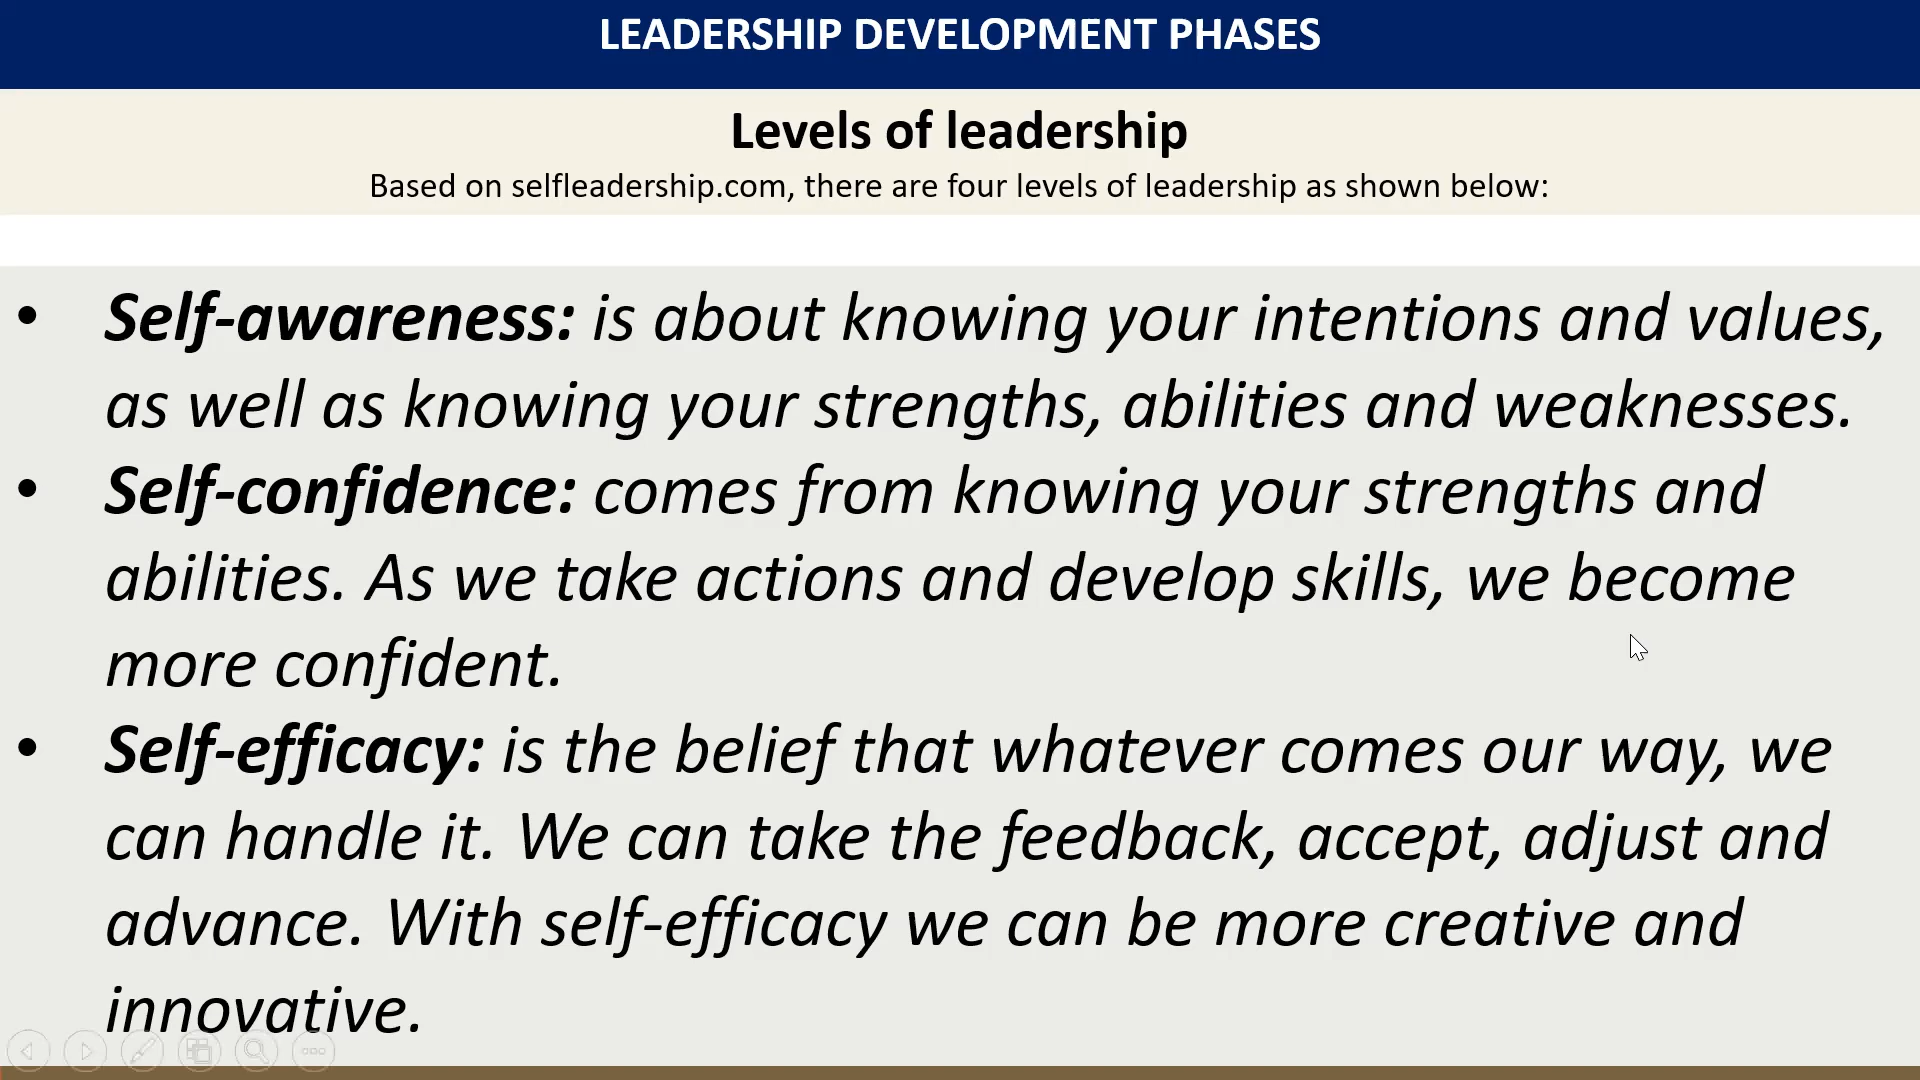 LEADERSHIP DEVELOPMENT PHASES
Levels of leadership
Based on selfleadership.com, there are four levels of leadership as shown below:
• Self-awareness: is about knowing your intentions and values,
as well as knowing your strengths, abilities and weaknesses.
• Self-confidence: comes from knowing your strengths and
abilities. As we take actions and develop skills, we become
more confident.
• Self-efficacy: is the belief that whatever comes our way, we
can handle it. We can take the feedback, accept, adjust and
advance. With self-efficacy we can be more creative and
innovative.